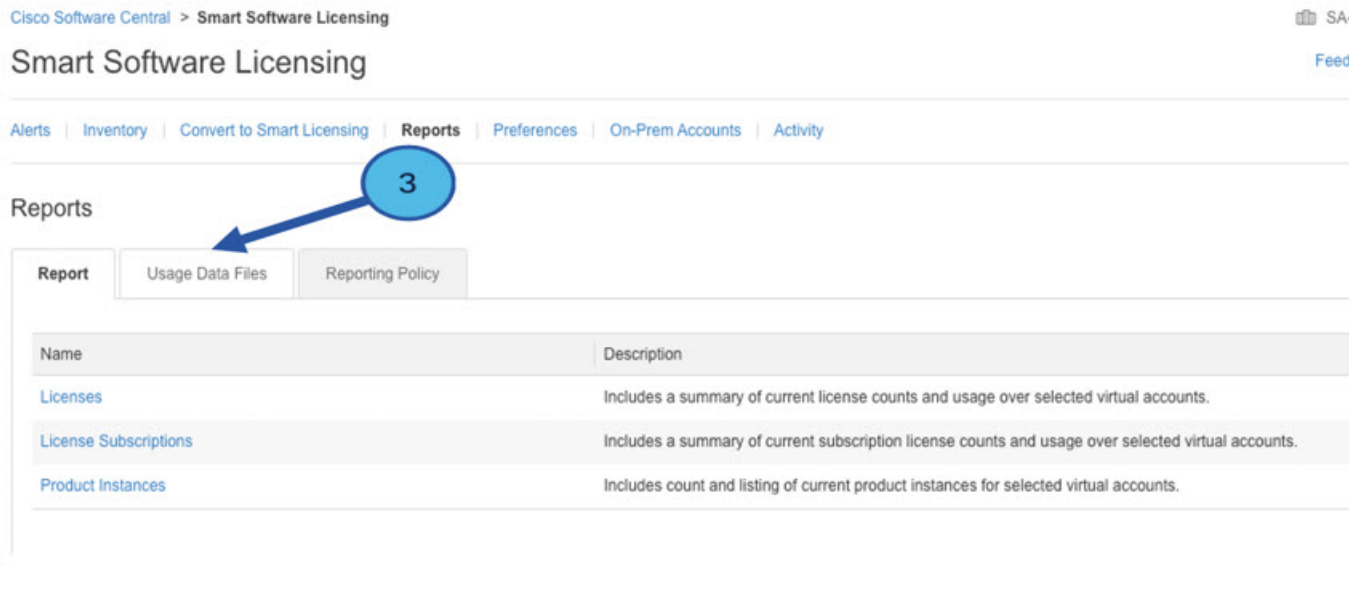 Cisco Software Central > Smart Software Licensing
SA-
Smart Software Licensing
Feed
Alerts | Inventory | Convert to Smart Licensing | Reports | Preferences | On-Prem Accounts | Activity
3
Reports
Report Usage Data Files Reporting Policy
Name Description
Licenses Includes a summary of current license counts and usage over selected virtual accounts.
License Subscriptions Includes a summary of current subscription license counts and usage over selected virtual accounts.
Product Instances Includes count and listing of current product instances for selected virtual accounts.